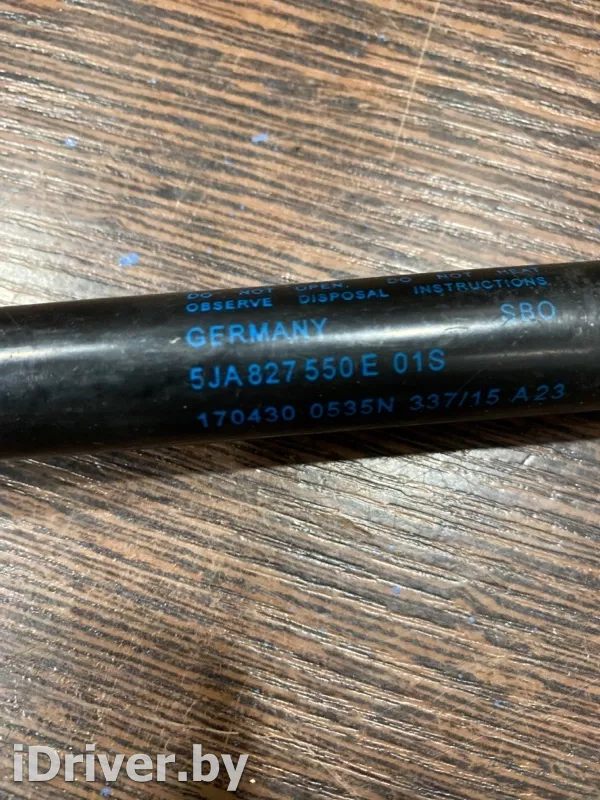 DO NOT OPEN. DO NOT HEAT
OBSERVE DISPOSAL INSTRUCTIONS
GERMANY SBO
5JA 827 550 E 01S
170430 0535N 337/15 A 23
iDriver.by